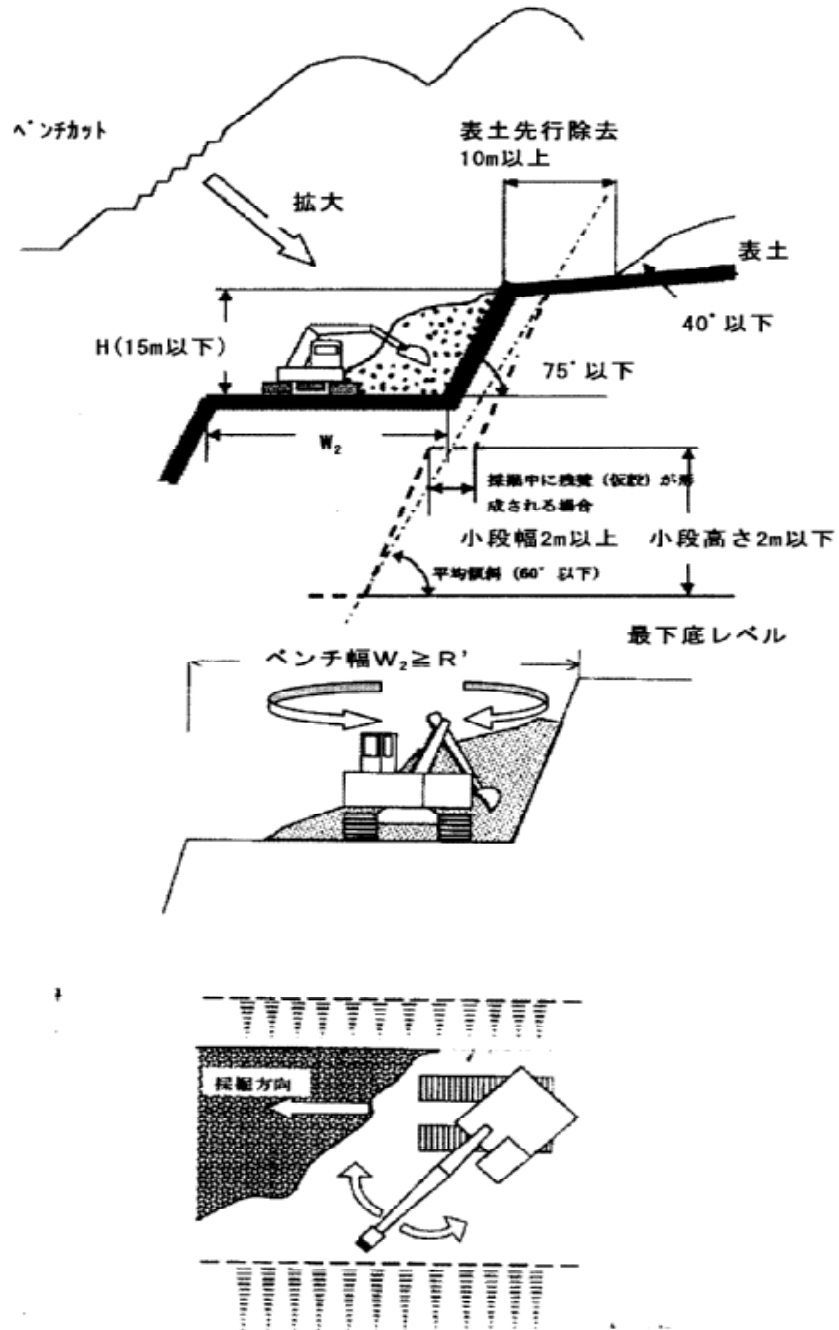 ベンチカット
表土先行除去
10m以上
拡大
表土
40°以下
H(15m以下)
75°以下
W₂
採掘中に残壁(仮設)が形
成される場合
小段幅2m以上 小段高さ2m以下
平均傾斜(60°以下)
最下底レベル
ベンチ幅W₂≧R'
採掘方向